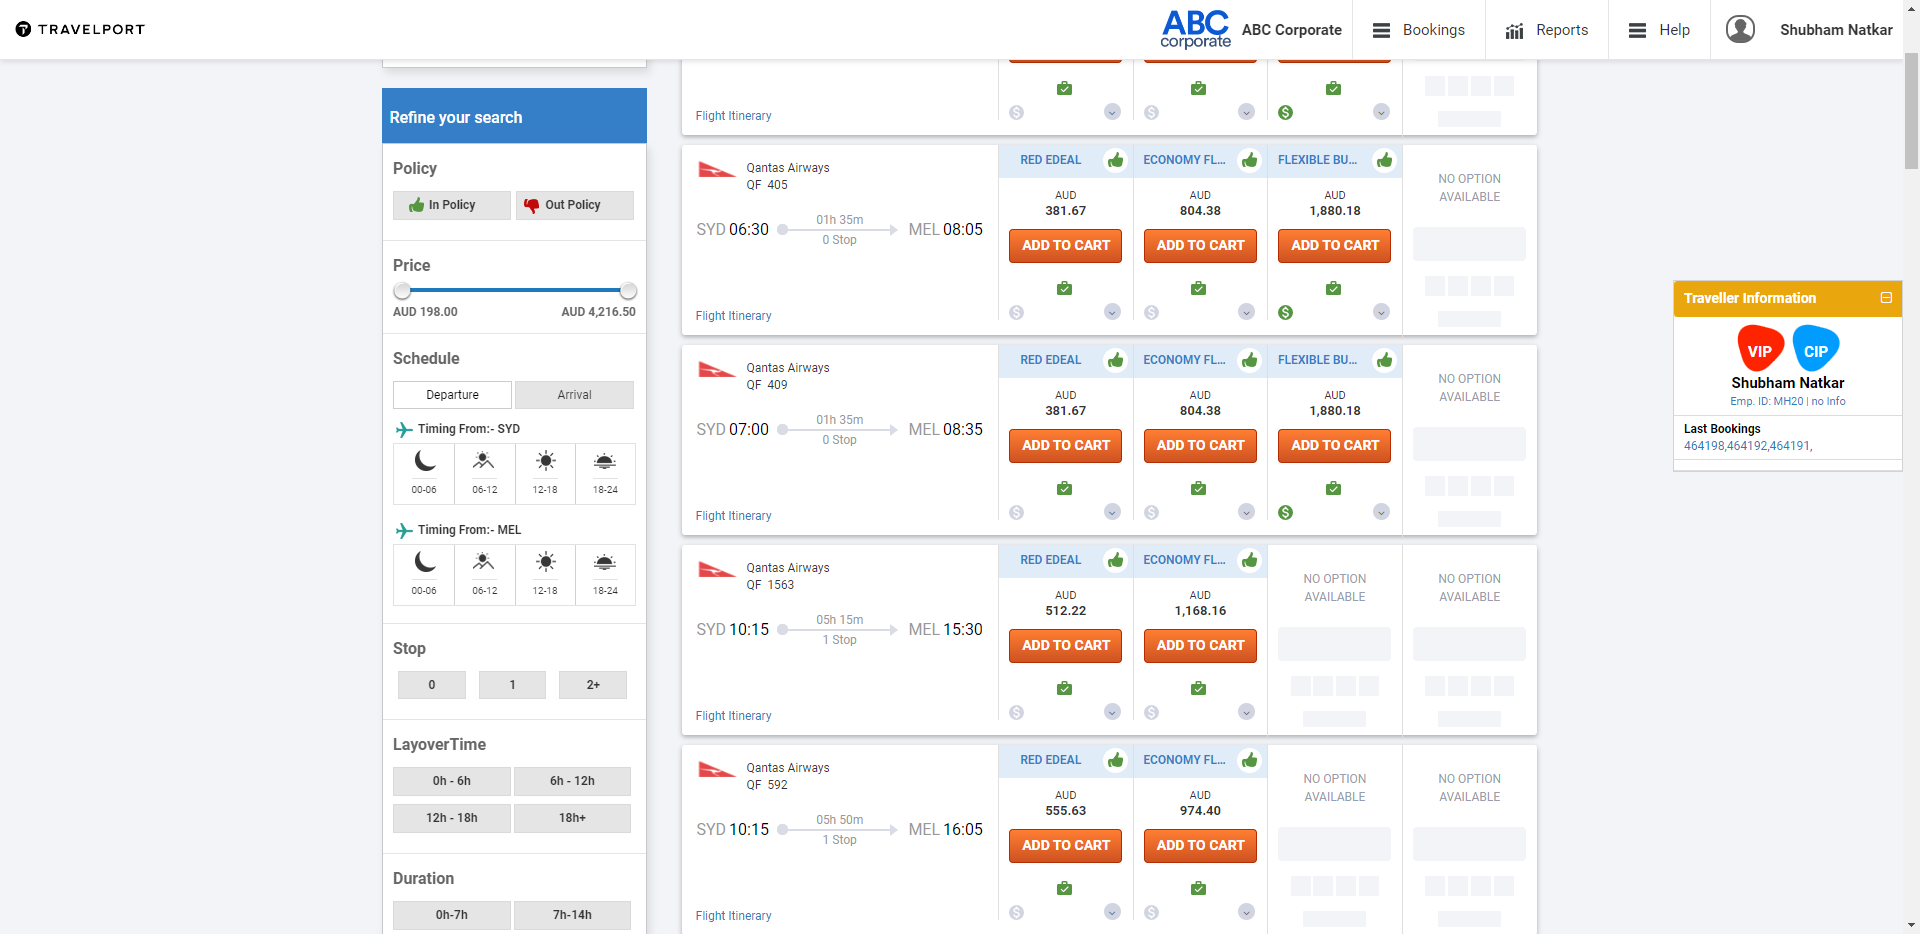 TRAVELPORT
ABC
corporate
ABC Corporate
Bookings
Reports
Help
Shubham Natkar
Refine your search
Policy
In Policy
Out Policy
Price
AUD 198.00
AUD 4,216.50
Schedule
Departure
Arrival
Timing From:- SYD
00-06
06-12
12-18
18-24
Timing From:- MEL
00-06
06-12
12-18
18-24
Stop
0
1
2+
LayoverTime
0h - 6h
6h - 12h
12h - 18h
18h+
Duration
0h-7h
7h-14h
Flight Itinerary
Qantas Airways
QF 405
SYD 06:30
01h 35m
0 Stop
MEL 08:05
Flight Itinerary
RED EDEAL
AUD
381.67
ADD TO CART
ECONOMY FL...
AUD
804.38
ADD TO CART
FLEXIBLE BU...
AUD
1,880.18
ADD TO CART
NO OPTION
AVAILABLE
Qantas Airways
QF 409
SYD 07:00
01h 35m
0 Stop
MEL 08:35
Flight Itinerary
RED EDEAL
AUD
381.67
ADD TO CART
ECONOMY FL...
AUD
804.38
ADD TO CART
FLEXIBLE BU...
AUD
1,880.18
ADD TO CART
NO OPTION
AVAILABLE
Qantas Airways
QF 1563
SYD 10:15
05h 15m
1 Stop
MEL 15:30
Flight Itinerary
RED EDEAL
AUD
512.22
ADD TO CART
ECONOMY FL...
AUD
1,168.16
ADD TO CART
NO OPTION
AVAILABLE
NO OPTION
AVAILABLE
Qantas Airways
QF 592
SYD 10:15
05h 50m
1 Stop
MEL 16:05
Flight Itinerary
RED EDEAL
AUD
555.63
ADD TO CART
ECONOMY FL...
AUD
974.40
ADD TO CART
NO OPTION
AVAILABLE
NO OPTION
AVAILABLE
Traveller Information
VIP
CIP
Shubham Natkar
Emp. ID: MH20 | no Info
Last Bookings
464198,464192,464191,